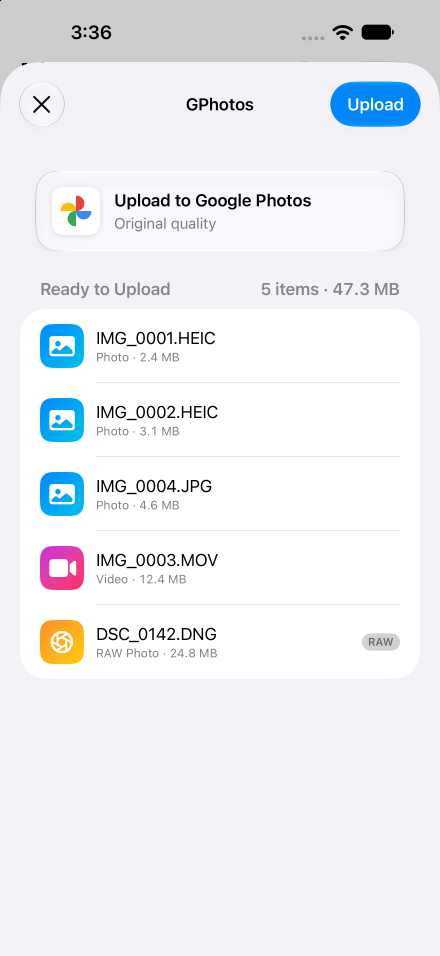 3:36
GPhotos
Upload
Upload to Google Photos
Original quality
Ready to Upload
5 items · 47.3 MB
IMG_0001.HEIC
Photo · 2.4 MB
IMG_0002.HEIC
Photo · 3.1 MB
IMG_0004.JPG
Photo · 4.6 MB
IMG_0003.MOV
Video · 12.4 MB
DSC_0142.DNG
RAW Photo · 24.8 MB
RAW